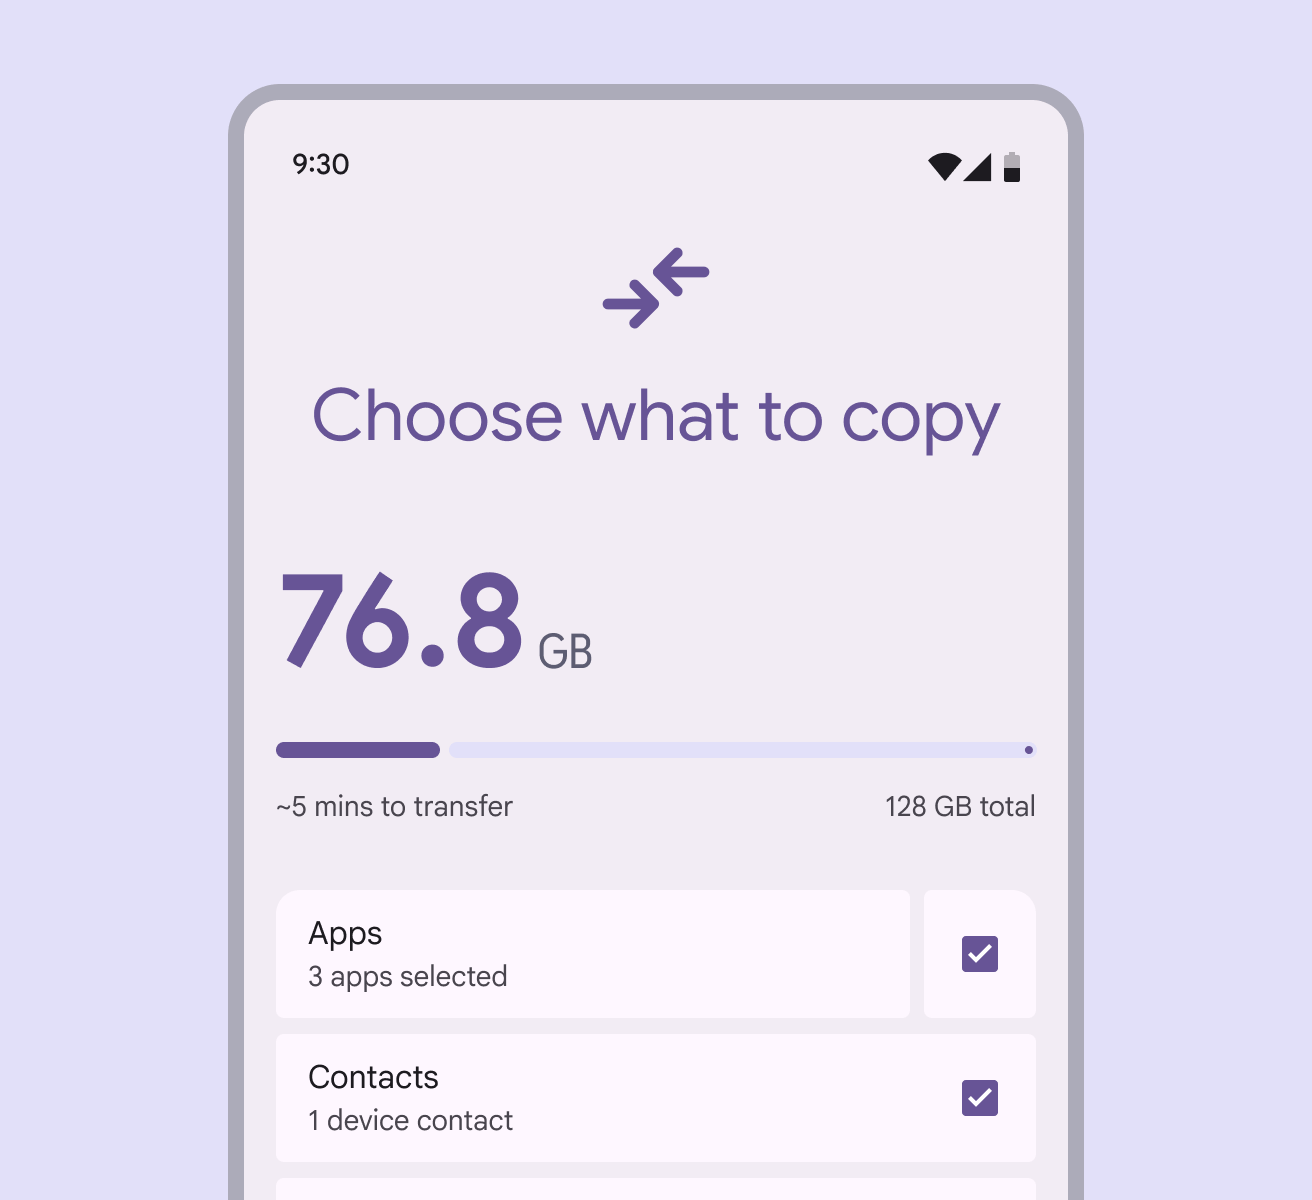 9:30
Choose what to copy
76.8 GB
~5 mins to transfer
128 GB total
Apps
3 apps selected
Contacts
1 device contact